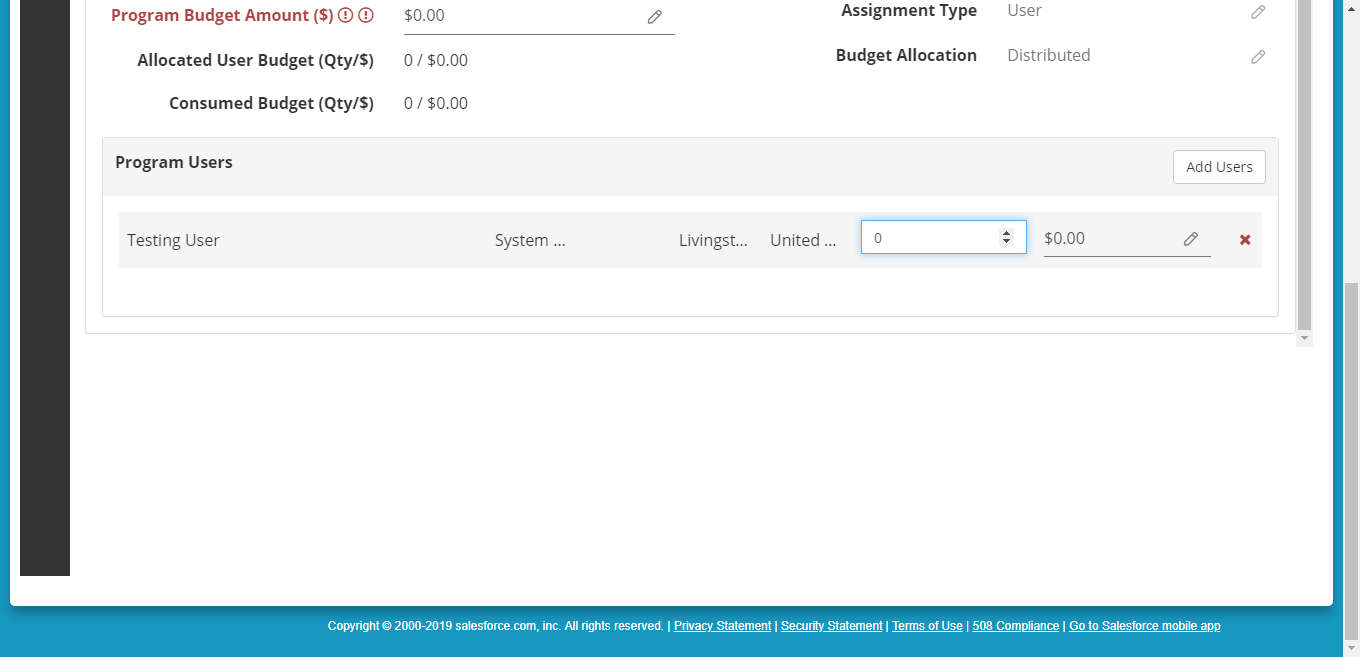 Program Budget Amount ($) $0.00
Assignment Type User
Allocated User Budget (Qty/$) 0 / $0.00
Budget Allocation Distributed
Consumed Budget (Qty/$) 0 / $0.00
Program Users
Add Users
Testing User System ... Livingst... United ... 0 $0.00
Copyright © 2000-2019 salesforce.com, inc. All rights reserved. | Privacy Statement | Security Statement | Terms of Use | 508 Compliance | Go to Salesforce mobile app